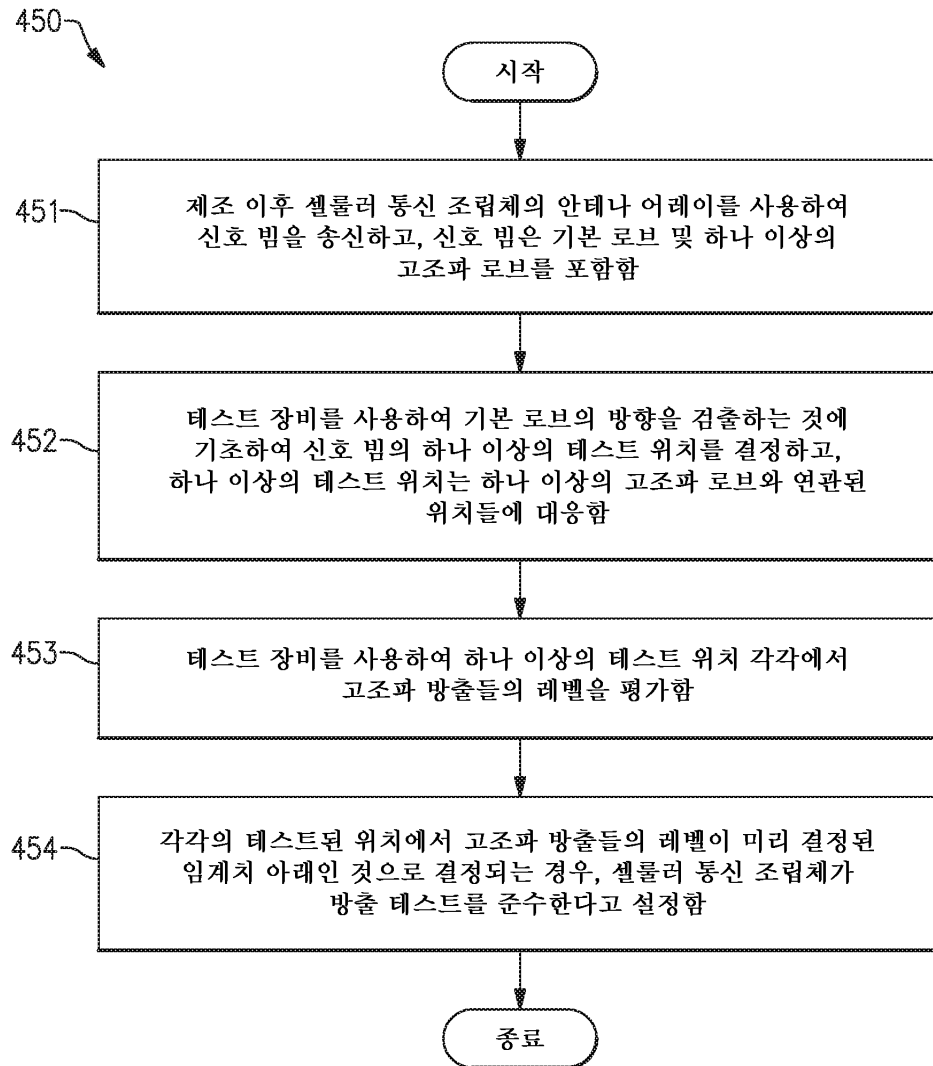 450
시작
451
제조 이후 셀룰러 통신 조립체의 안테나 어레이를 사용하여
신호 빔을 송신하고, 신호 빔은 기본 로브 및 하나 이상의
고조파 로브를 포함함
452
테스트 장비를 사용하여 기본 로브의 방향을 검출하는 것에
기초하여 신호 빔의 하나 이상의 테스트 위치를 결정하고,
하나 이상의 테스트 위치는 하나 이상의 고조파 로브와 연관된
위치들에 대응함
453
테스트 장비를 사용하여 하나 이상의 테스트 위치 각각에서
고조파 방출들의 레벨을 평가함
454
각각의 테스트된 위치에서 고조파 방출들의 레벨이 미리 결정된
임계치 아래인 것으로 결정되는 경우, 셀룰러 통신 조립체가
방출 테스트를 준수한다고 설정함
종료